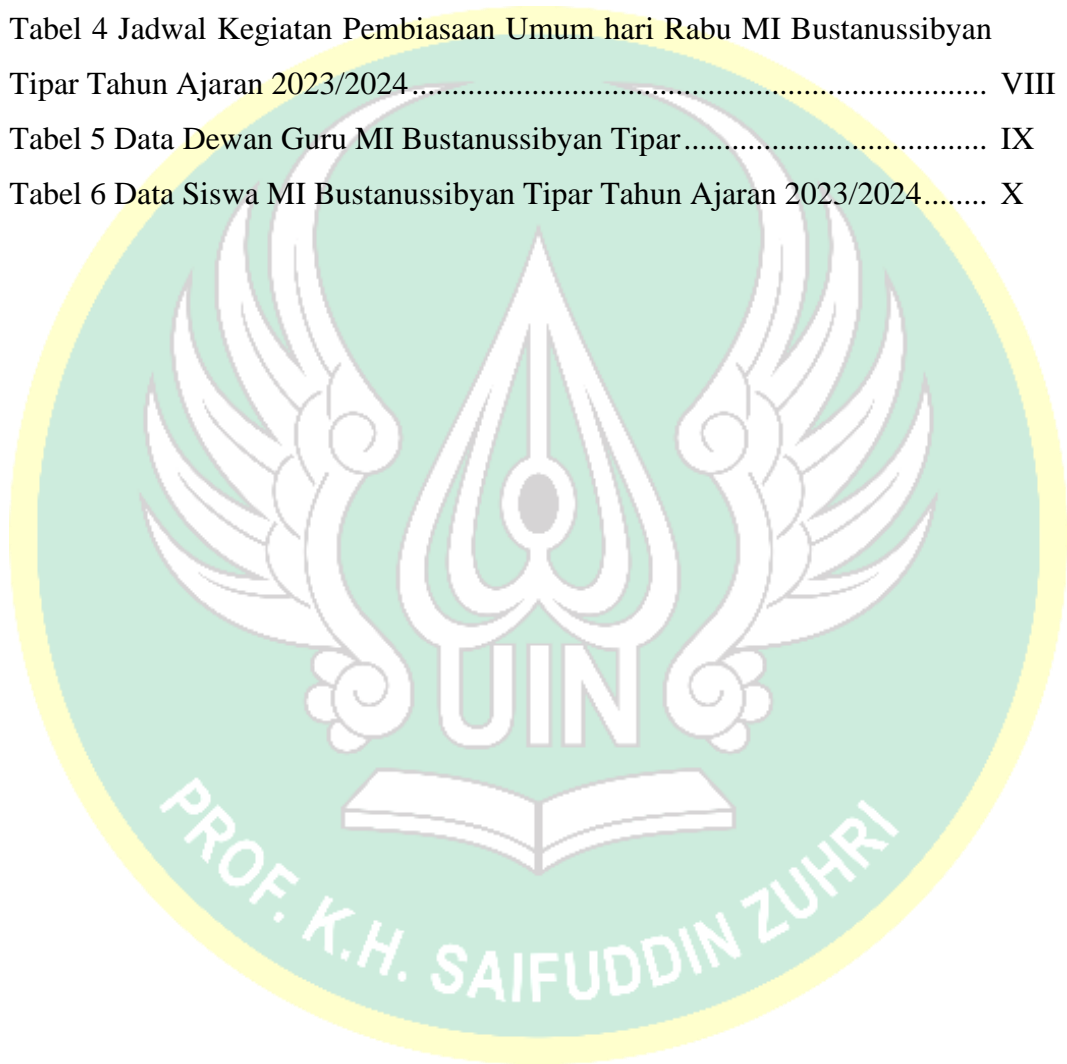 Tabel 4 Jadwal Kegiatan Pembiasaan Umum hari Rabu MI Bustanussibyan
Tipar Tahun Ajaran 2023/2024.......................................................................... VIII
Tabel 5 Data Dewan Guru MI Bustanussibyan Tipar................................... IX
Tabel 6 Data Siswa MI Bustanussibyan Tipar Tahun Ajaran 2023/2024........ X
UIN
PROF. K.H. SAIFUDDIN ZUHRI